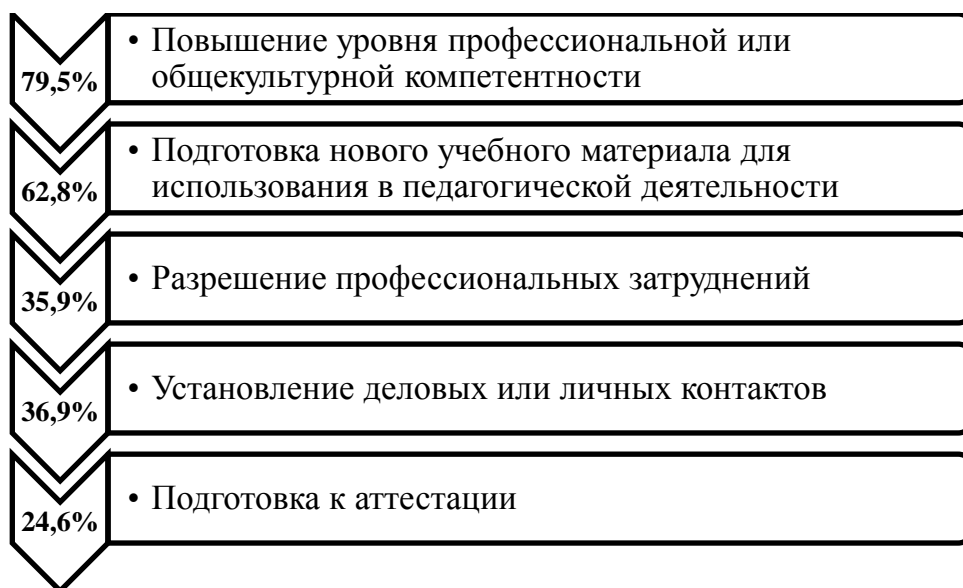 79,5%
• Повышение уровня профессиональной или
общекультурной компетентности
62,8%
• Подготовка нового учебного материала для
использования в педагогической деятельности
35,9%
• Разрешение профессиональных затруднений
36,9%
• Установление деловых или личных контактов
24,6%
• Подготовка к аттестации